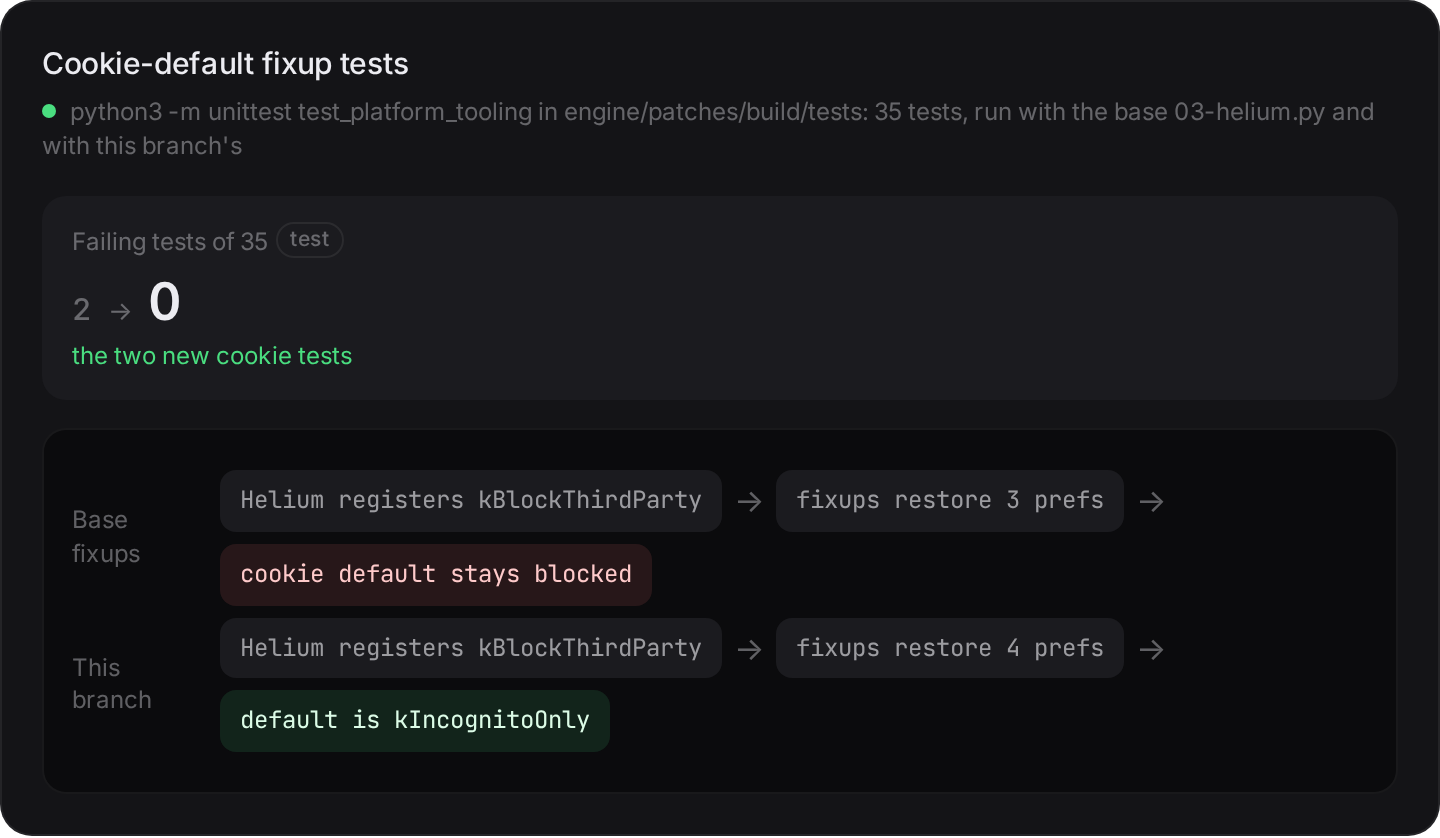 Cookie-default fixup tests
python3 -m unittest test_platform_tooling in engine/patches/build/tests: 35 tests, run with the base 03-helium.py and
with this branch's
Failing tests of 35 test
2 → 0
the two new cookie tests
Base
fixups
Helium registers kBlockThirdParty → fixups restore 3 prefs →
cookie default stays blocked
This
branch
Helium registers kBlockThirdParty → fixups restore 4 prefs →
default is kIncognitoOnly